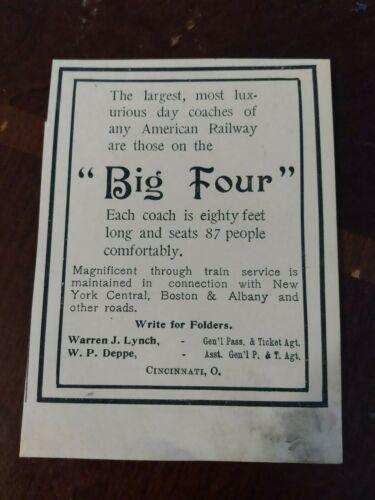 The largest, most lux-
urious day coaches of
any American Railway
are those on the
"Big Four"
Each coach is eighty feet
long and seats 87 people
comfortably.
Magnificent through train service is
maintained in connection with New
York Central, Boston & Albany and
other roads.
Write for Folders.
Warren J. Lynch, - Gen'l Pass. & Ticket Agt.
W. P. Deppe, - Asst. Gen'l P. & T. Agt.
Cincinnati, O.